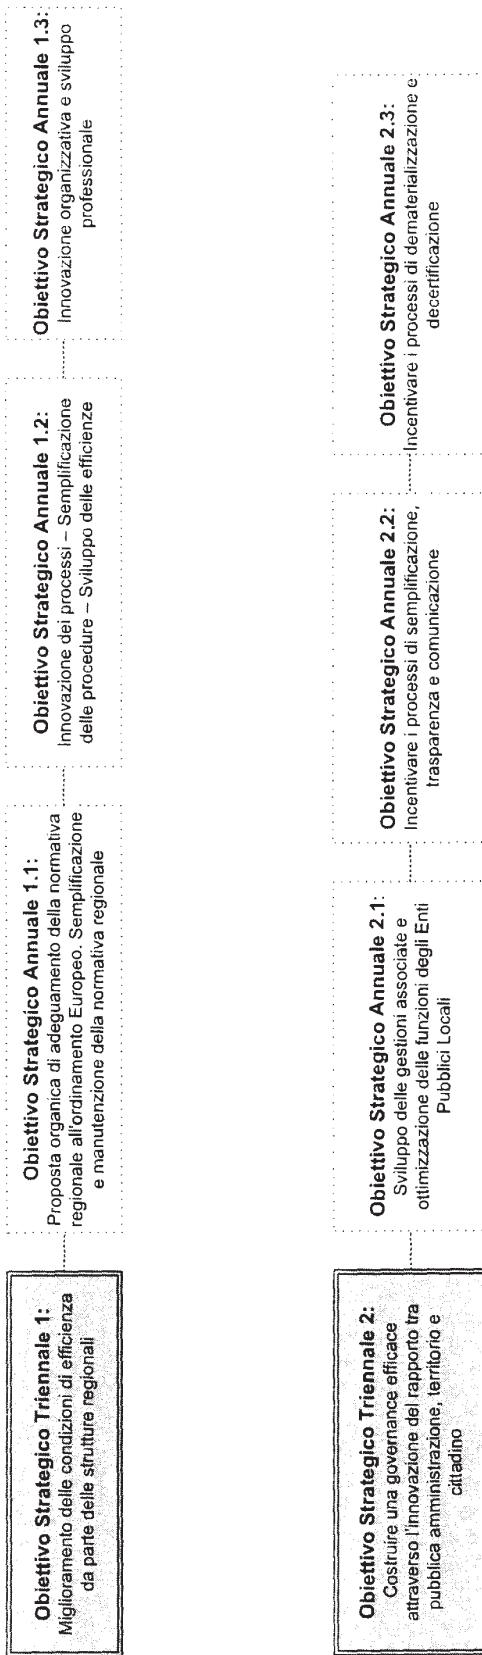 Obiettivo Strategico Triennale 1:
Miglioramento delle condizioni di efficienza
da parte delle strutture regionali
Obiettivo Strategico Annuale 1.1:
Proposta organica di adeguamento della normativa
regionale all'ordinamento Europeo. Semplificazione
e manutenzione della normativa regionale
Obiettivo Strategico Annuale 1.2:
Innovazione dei processi – Semplificazione
delle procedure – Sviluppo delle efficienze
Obiettivo Strategico Annuale 1.3:
Innovazione organizzativa e sviluppo
professionale
Obiettivo Strategico Triennale 2:
Costruire una governance efficace
attraverso l'innovazione del rapporto tra
pubblica amministrazione, territorio e
cittadino
Obiettivo Strategico Annuale 2.1:
Sviluppo delle gestioni associate e
ottimizzazione delle funzioni degli Enti
Pubblici Locali
Obiettivo Strategico Annuale 2.2:
Incentivare i processi di semplificazione,
trasparenza e comunicazione
Obiettivo Strategico Annuale 2.3:
Incentivare i processi di dematerializzazione e
decertificazione